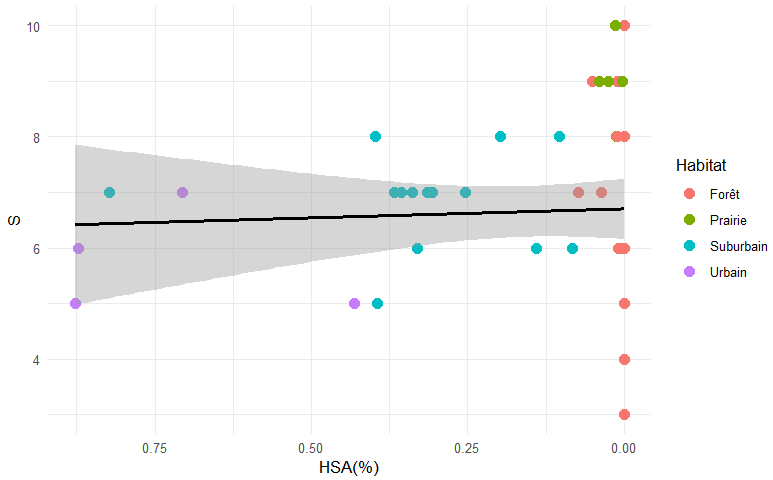 10
8
6
4
S
0.75
0.50
0.25
0.00
HSA(%)
Habitat
Forêt
Prairie
Suburbain
Urbain